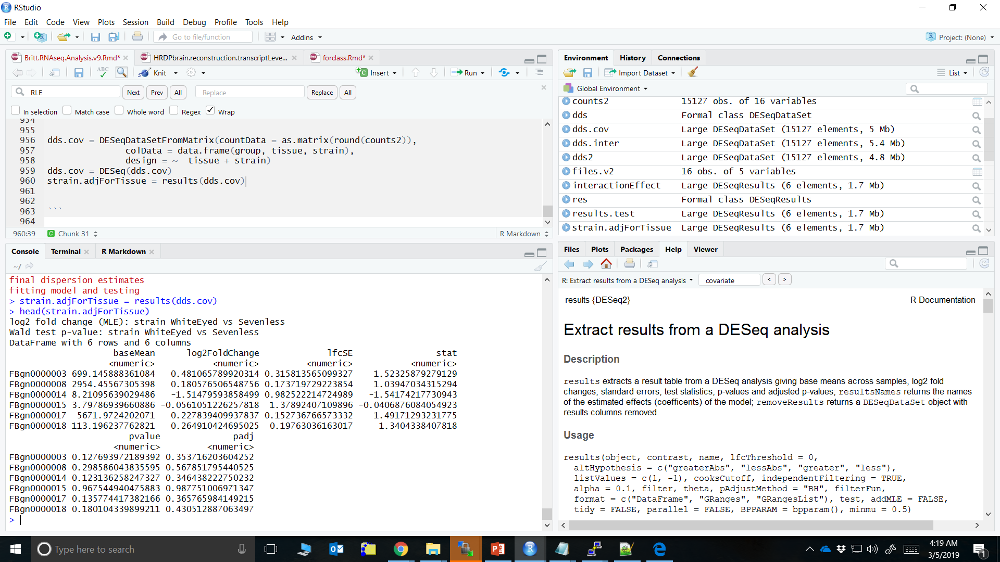 RStudio
File Edit Code View Plots Session Build Debug Profile Tools Help
Go to file/function Addins Project: (None)
Britt.RNAseq.Analysis.v9.Rmd* HRDPbrain.reconstruction.transcriptLeve... forclass.Rmd*
ABC Knit Insert Run
RLE Next Prev All Replace Replace All
In selection Match case Whole word Regex Wrap
954
955
956 dds.cov = DESeqDataSetFromMatrix(countData = as.matrix(round(counts2)),
957 colData = data.frame(group, tissue, strain),
958 design = ~ tissue + strain)
959 dds.cov = DESeq(dds.cov)
960 strain.adjForTissue = results(dds.cov)
961
962
963 ```
964
960:39 Chunk 31 R Markdown
Console Terminal R Markdown
~/
final dispersion estimates
fitting model and testing
> strain.adjForTissue = results(dds.cov)
> head(strain.adjForTissue)
log2 fold change (MLE): strain WhiteEyed vs Sevenless
Wald test p-value: strain WhiteEyed vs Sevenless
DataFrame with 6 rows and 6 columns
baseMean log2FoldChange lfcSE stat
<numeric> <numeric> <numeric> <numeric>
FBgn0000003 699.145888361084 0.481065789920314 0.315813565099327 1.52325879279129
FBgn0000008 2954.45567305398 0.180576506548756 0.173719729223854 1.03947034315294
FBgn0000014 8.21095639029486 -1.51479593858499 0.982522214724989 -1.54174217730943
FBgn0000015 3.79786939660886 -0.0561051226257818 1.37892407109896 -0.0406876084054923
FBgn0000017 5671.9724202071 0.227839409937837 0.152736766573332 1.49171293231775
FBgn0000018 113.196237762821 0.264910424695025 0.19763036163017 1.3404338407818
pvalue padj
<numeric> <numeric>
FBgn0000003 0.127693972189392 0.353716203604252
FBgn0000008 0.298586043835595 0.567851795440525
FBgn0000014 0.123136258247327 0.346438222750232
FBgn0000015 0.967544940475883 0.987751006971347
FBgn0000017 0.135774417382166 0.365765984149215
FBgn0000018 0.180104339899211 0.430512887063497
>
Environment History Connections
Import Dataset List
Global Environment
counts2 15127 obs. of 16 variables
dds Formal class DESeqDataSet
dds.cov Large DESeqDataSet (15127 elements, 5 Mb)
dds.inter Large DESeqDataSet (15127 elements, 5.4 Mb)
dds2 Large DESeqDataSet (15127 elements, 4.8 Mb)
files.v2 16 obs. of 5 variables
interactionEffect Large DESeqResults (6 elements, 1.7 Mb)
res Formal class DESeqResults
results.test Large DESeqResults (6 elements, 1.7 Mb)
strain.adjForTissue Large DESeqResults (6 elements, 1.7 Mb)
Files Plots Packages Help Viewer
R: Extract results from a DESeq analysis covariate < >
results {DESeq2} R Documentation
Extract results from a DESeq analysis
Description
results extracts a result table from a DESeq analysis giving base means across samples, log2 fold
changes, standard errors, test statistics, p-values and adjusted p-values; resultsNames returns the names
of the estimated effects (coefficents) of the model; removeResults returns a DESeqDataSet object with
results columns removed.
Usage
results(object, contrast, name, lfcThreshold = 0,
altHypothesis = c("greaterAbs", "lessAbs", "greater", "less"),
listValues = c(1, -1), cooksCutoff, independentFiltering = TRUE,
alpha = 0.1, filter, theta, pAdjustMethod = "BH", filterFun,
format = c("DataFrame", "GRanges", "GRangesList"), test, addMLE = FALSE,
tidy = FALSE, parallel = FALSE, BPPARAM = bpparam(), minmu = 0.5)
Type here to search
4:19 AM
3/5/2019
1